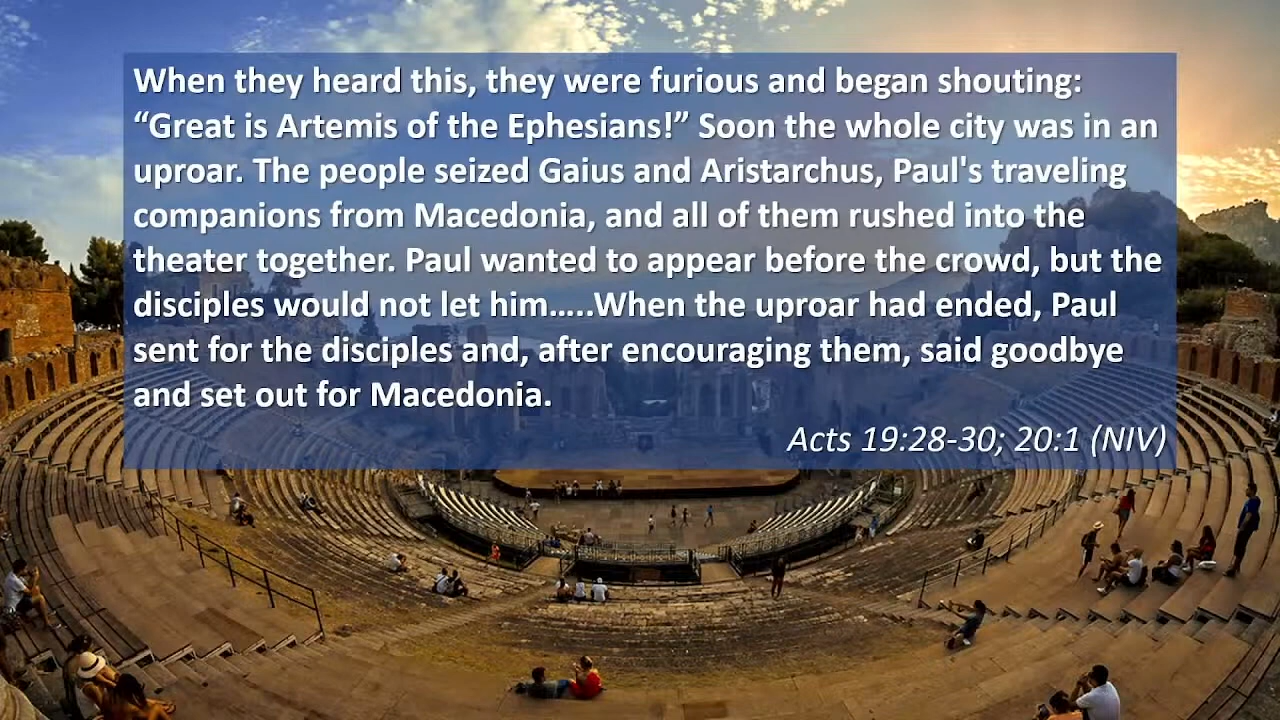 When they heard this, they were furious and began shouting:
“Great is Artemis of the Ephesians!” Soon the whole city was in an
uproar. The people seized Gaius and Aristarchus, Paul's traveling
companions from Macedonia, and all of them rushed into the
theater together. Paul wanted to appear before the crowd, but the
disciples would not let him…..When the uproar had ended, Paul
sent for the disciples and, after encouraging them, said goodbye
and set out for Macedonia.
Acts 19:28-30; 20:1 (NIV)